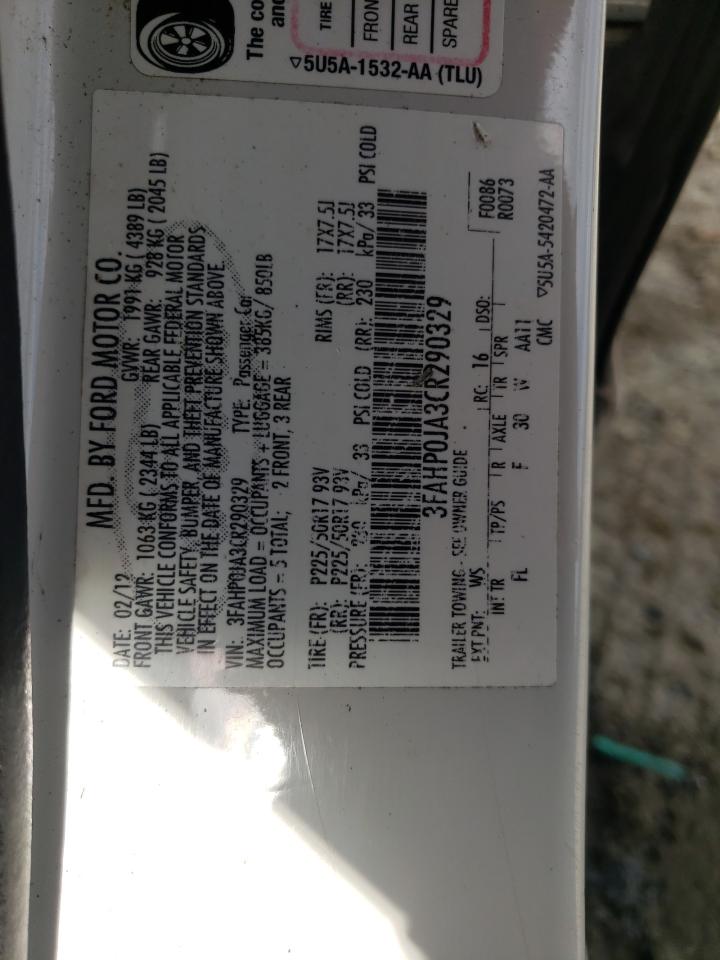 The co
and
TIRE
FRON
REAR
SPARE
▽5U5A-1532-AA (TLU)
MFD. BY FORD MOTOR CO.
DATE: 02/12 GVWR: 1991 KG ( 4389 LB)
FRONT GAWR: 1063 KG ( 2344 LB) REAR GAWR: 928 KG ( 2045 LB)
THIS VEHICLE CONFORMS TO ALL APPLICABLE FEDERAL MOTOR
VEHICLE SAFETY, BUMPER, AND THEFT PREVENTION STANDARDS
IN EFFECT ON THE DATE OF MANUFACTURE SHOWN ABOVE
VIN: 3FAHP0JA3CR290329 TYPE: Passenger Car
MAXIMUM LOAD = OCCUPANTS + LUGGAGE = 385KG/ 850LB
OCCUPANTS = 5 TOTAL; 2 FRONT, 3 REAR
TIRE (FR): P225/50R17 93V RIMS (FR): 17X7.5J
(RR): P225/50R17 93V (RR): 17X7.5J
PRESSURE (FR): 230 kPa/ 33 PSI COLD (RR): 230 kPa/ 33 PSI COLD
3FAHP0JA3CR290329
TRAILER TOWING - SEE OWNER GUIDE
F0086
R0073
EXT PNT: WS RC: 16 DSO:
INT TR TP/PS R AXLE TR SPR
FL F 30 W AA11
CMC
▽5U5A-5420472-AA